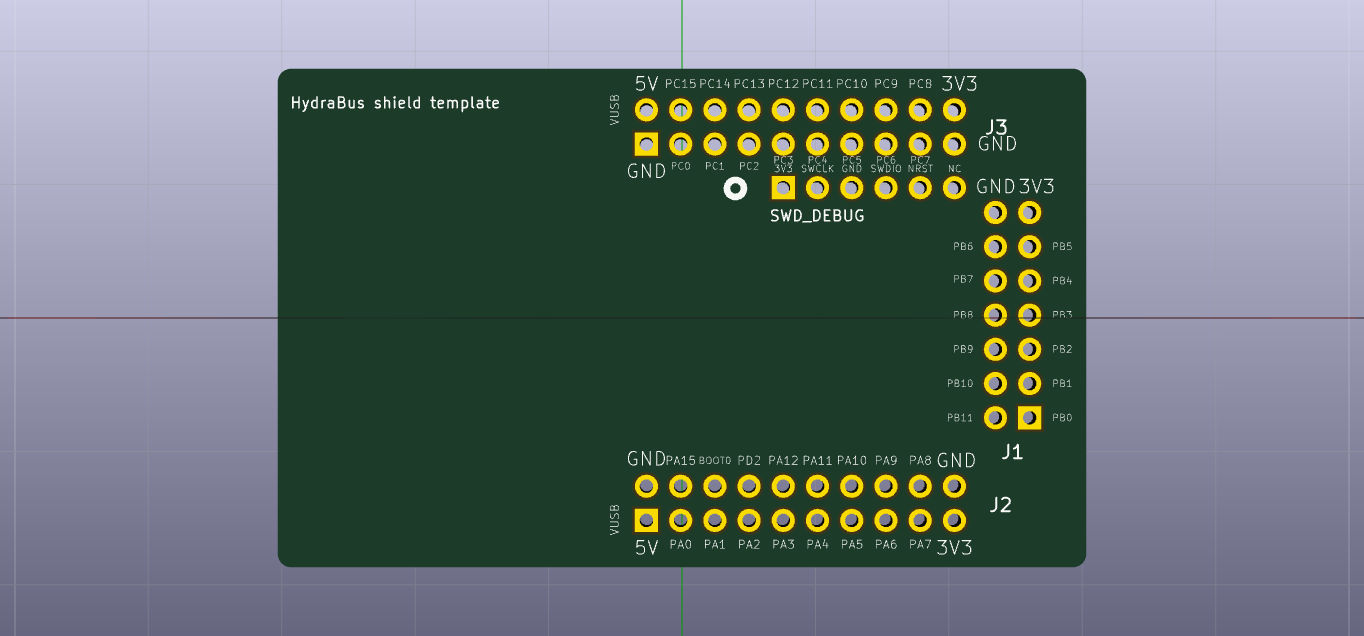 5V PC15 PC14 PC13 PC12 PC11 PC10 PC9 PC8 3V3
HydraBus shield template
VUSB
J3
GND
PC3 PC4 PC5 PC6 PC7
GND PC0 PC1 PC2 3V3 SWCLK GND SWDIO NRST NC
GND 3V3
SWD_DEBUG
PB6 PB5
PB7 PB4
PB8 PB3
PB9 PB2
PB10 PB1
PB11 PB0
J1
GND PA15 BOOT0 PD2 PA12 PA11 PA10 PA9 PA8 GND
J2
VUSB
5V PA0 PA1 PA2 PA3 PA4 PA5 PA6 PA7 3V3